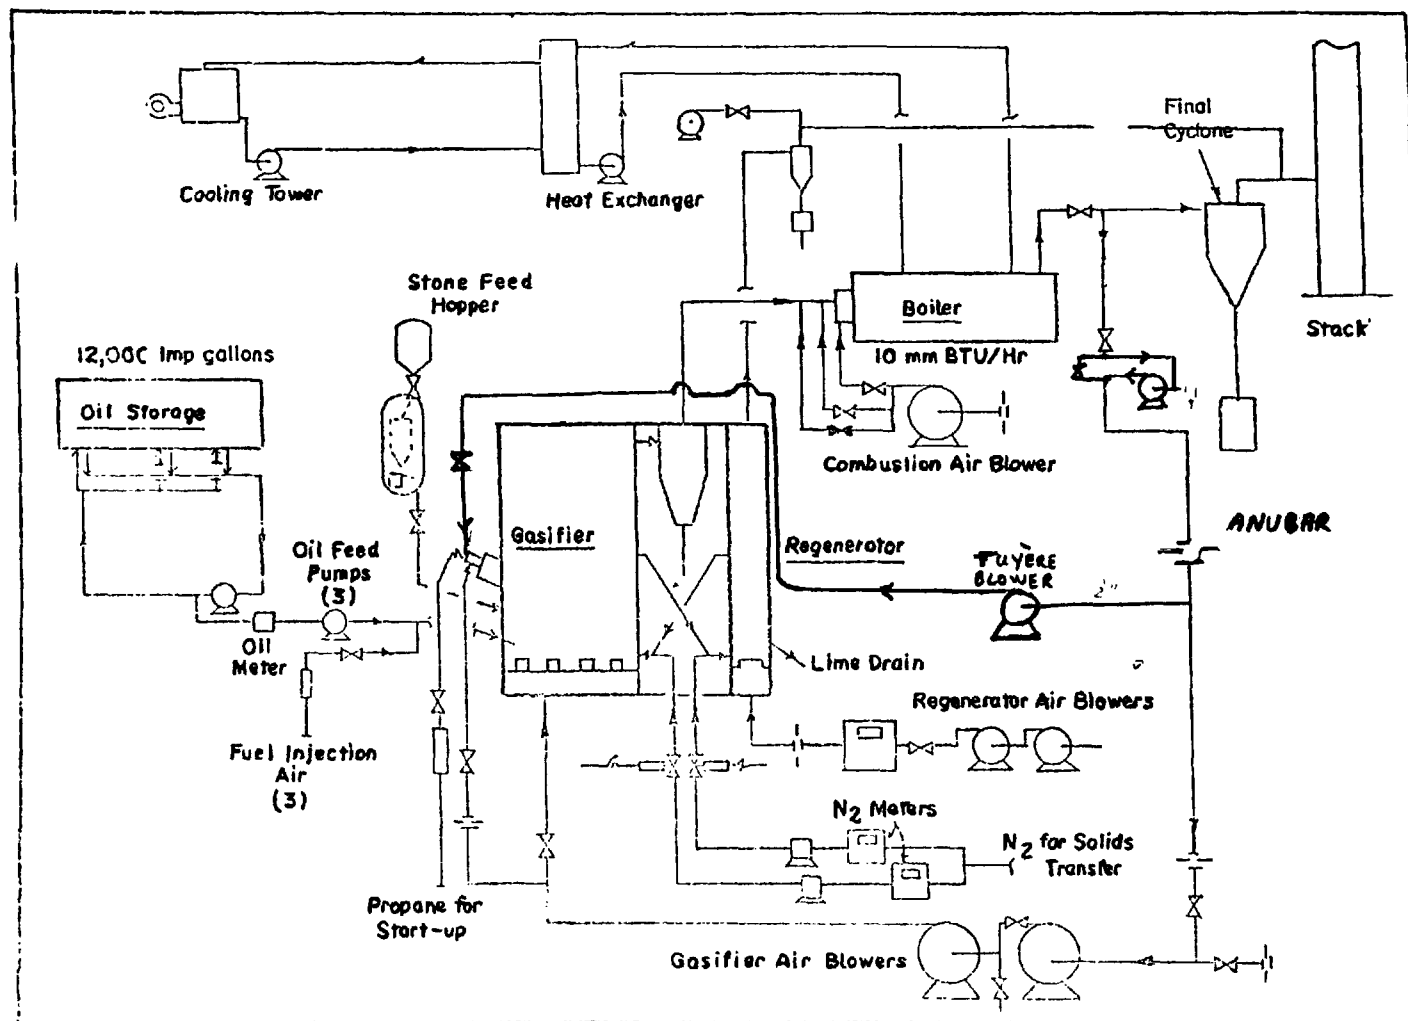 Final
Cyclone
Cooling Tower
Heat Exchanger
Stone Feed
Hopper
Boiler
Stack
12,00C Imp gallons
10 mm BTU/Hr
Oil Storage
Combustion Air Blower
Gasifier
Regenerator
ANUBAR
Oil Feed
Pumps
(3)
TUYÈRE
BLOWER
Oil
Meter
Lime Drain
Regenerator Air Blowers
Fuel Injection
Air
(3)
N2 Meters
N2 for Solids
Transfer
Propane for
Start-up
Gasifier Air Blowers